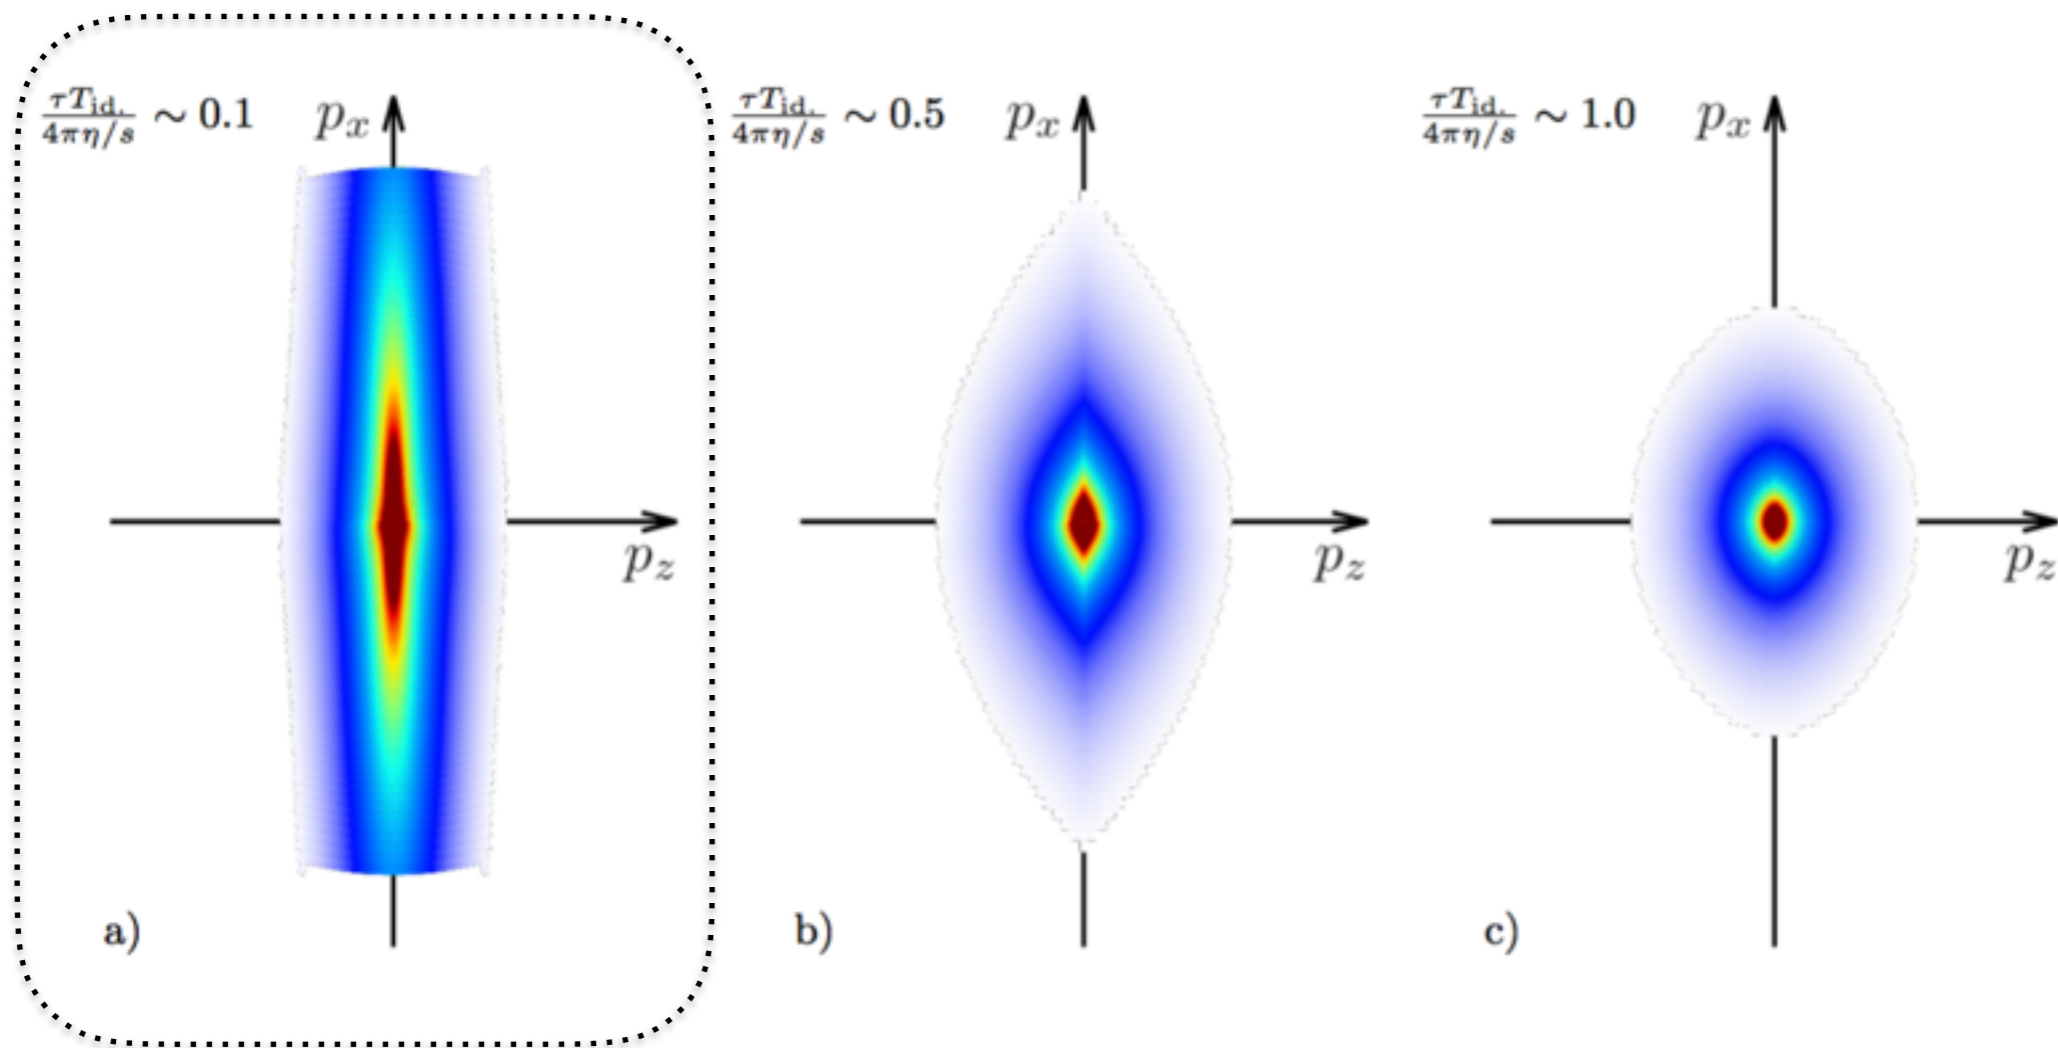 τT_id. / 4πη/s ∼ 0.1
p_x
p_z
a)
τT_id. / 4πη/s ∼ 0.5
p_x
p_z
b)
τT_id. / 4πη/s ∼ 1.0
p_x
p_z
c)